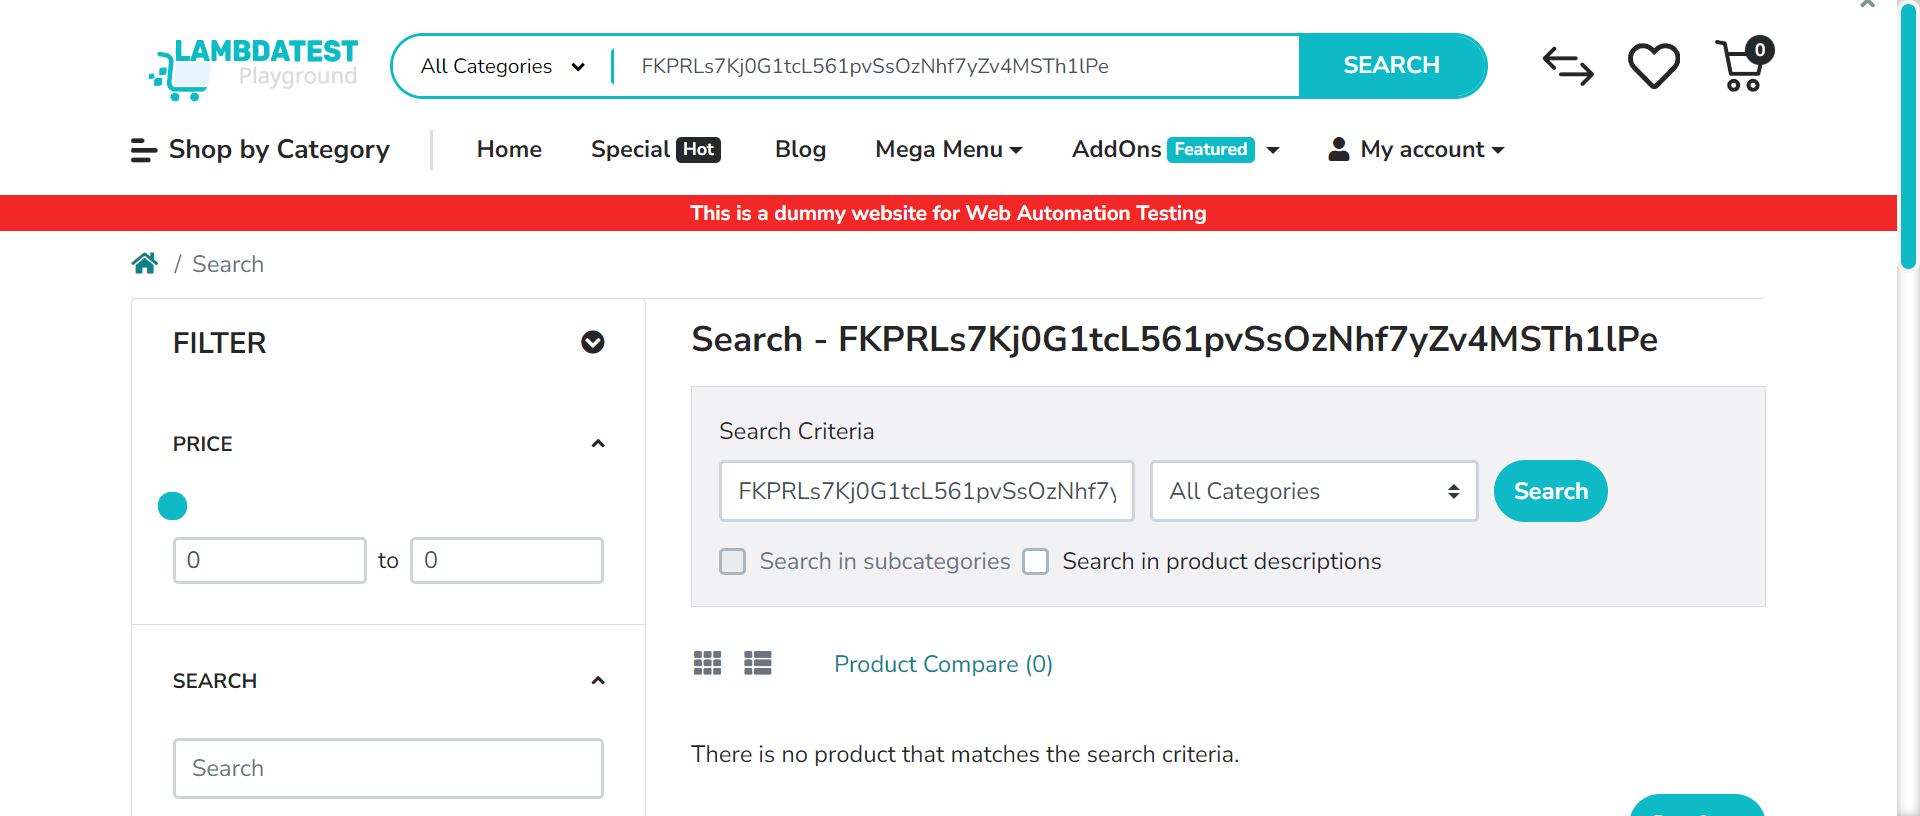 LAMBDATEST
Playground
All Categories
FKPRLs7Kj0G1tcL561pvSsOzNhf7yZv4MSTh1lPe
SEARCH
0
Shop by Category
Home
Special Hot
Blog
Mega Menu
AddOns Featured
My account
This is a dummy website for Web Automation Testing
/ Search
FILTER
PRICE
0 to 0
SEARCH
Search
Search - FKPRLs7Kj0G1tcL561pvSsOzNhf7yZv4MSTh1lPe
Search Criteria
FKPRLs7Kj0G1tcL561pvSsOzNhf7y
All Categories
Search
Search in subcategories
Search in product descriptions
Product Compare (0)
There is no product that matches the search criteria.